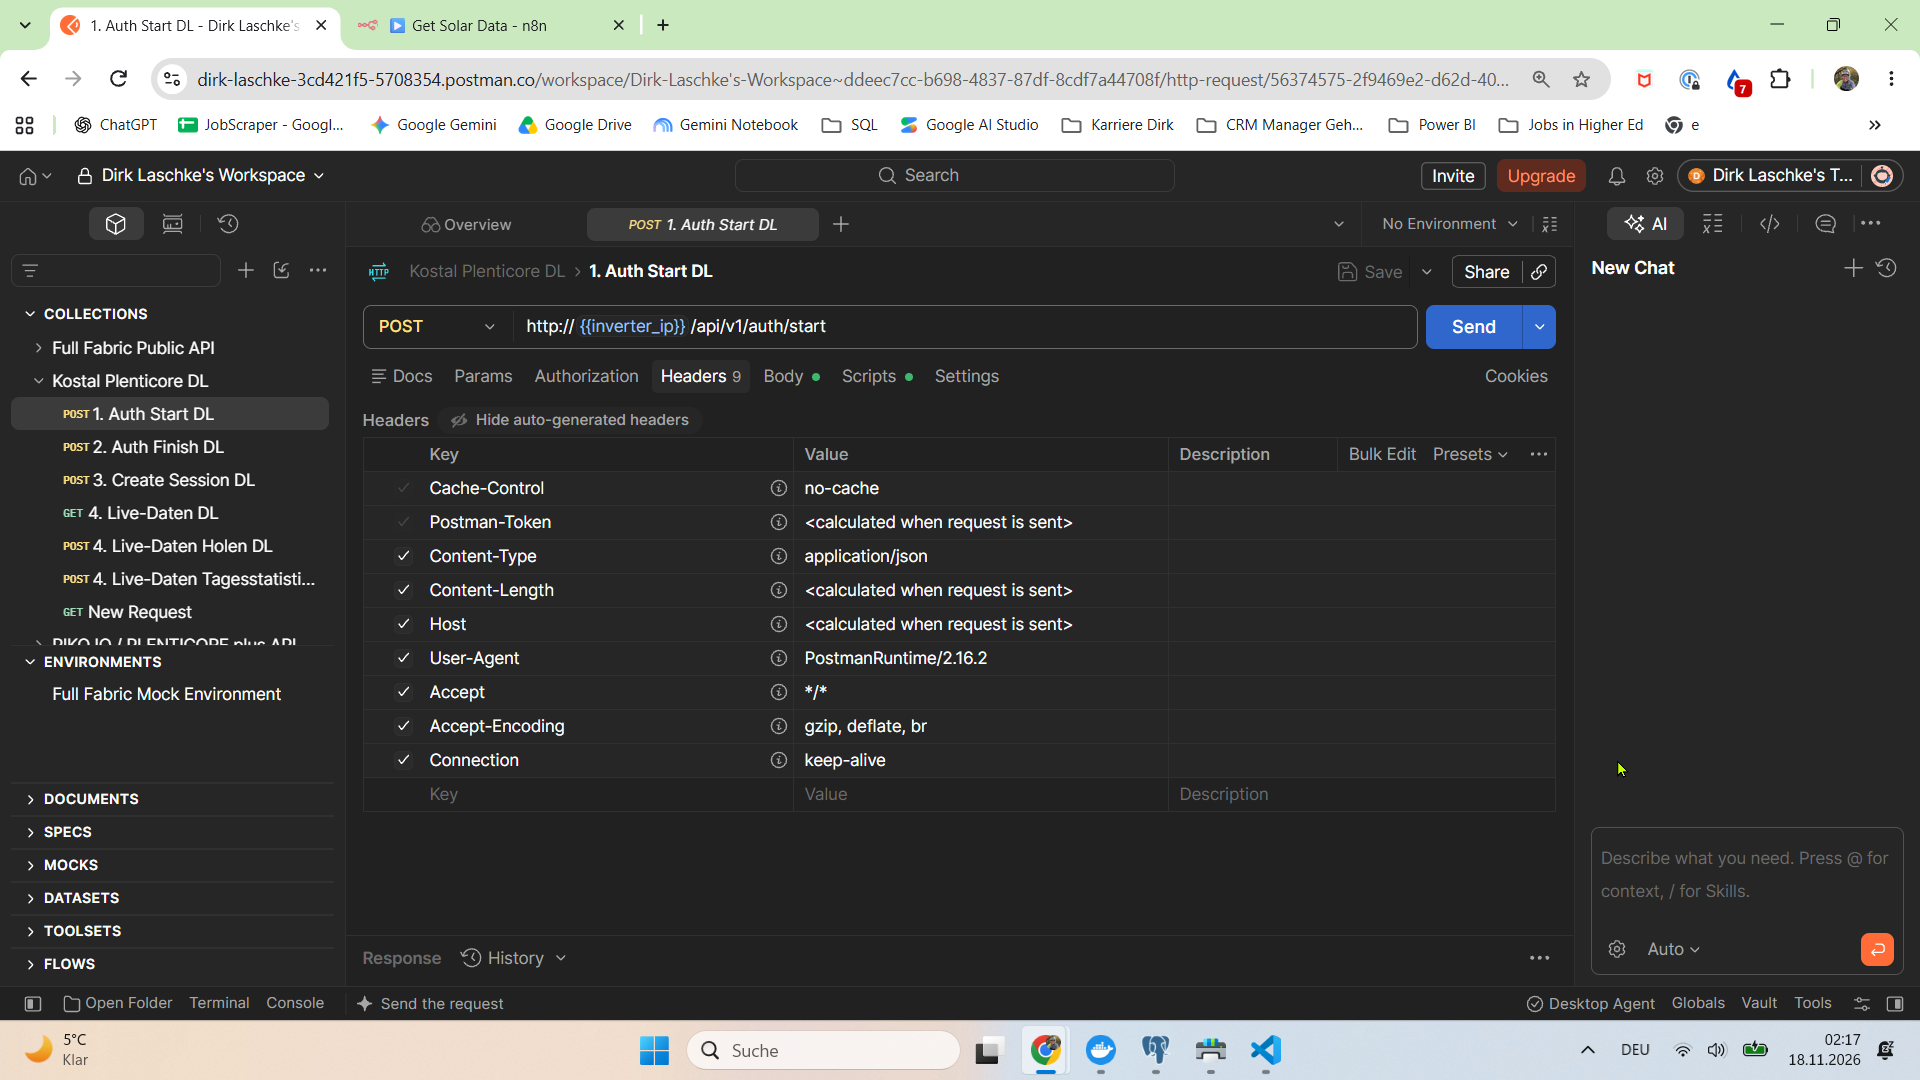 1. Auth Start DL - Dirk Laschke's
Get Solar Data - n8n
dirk-laschke-3cd421f5-5708354.postman.co/workspace/Dirk-Laschke's-Workspace~ddeec7cc-b698-4837-87df-8cdf7a44708f/http-request/56374575-2f9469e2-d62d-40...
7
ChatGPT
JobScraper - Googl...
Google Gemini
Google Drive
Gemini Notebook
SQL
Google AI Studio
Karriere Dirk
CRM Manager Geh...
Power BI
Jobs in Higher Ed
e
Dirk Laschke's Workspace
Search
Invite
Upgrade
D
Dirk Laschke's T...
Overview
POST 1. Auth Start DL
No Environment
AI
HTTP
Kostal Plenticore DL > 1. Auth Start DL
Save
Share
New Chat
COLLECTIONS
Full Fabric Public API
Kostal Plenticore DL
POST 1. Auth Start DL
POST 2. Auth Finish DL
POST 3. Create Session DL
GET 4. Live-Daten DL
POST 4. Live-Daten Holen DL
POST 4. Live-Daten Tagesstatisti...
GET New Request
PIKO IQ / PLENTICORE plus API
ENVIRONMENTS
Full Fabric Mock Environment
DOCUMENTS
SPECS
MOCKS
DATASETS
TOOLSETS
FLOWS
POST
http:// {{inverter_ip}} /api/v1/auth/start
Send
Docs
Params
Authorization
Headers 9
Body
Scripts
Settings
Cookies
Headers
Hide auto-generated headers
Key
Value
Description
Bulk Edit
Presets
Cache-Control
no-cache
Postman-Token
<calculated when request is sent>
Content-Type
application/json
Content-Length
<calculated when request is sent>
Host
<calculated when request is sent>
User-Agent
PostmanRuntime/2.16.2
Accept
*/*
Accept-Encoding
gzip, deflate, br
Connection
keep-alive
Key
Value
Description
Response
History
Describe what you need. Press @ for
context, / for Skills.
Auto
Open Folder
Terminal
Console
Send the request
Desktop Agent
Globals
Vault
Tools
5°C
Klar
Suche
DEU
02:17
18.11.2026